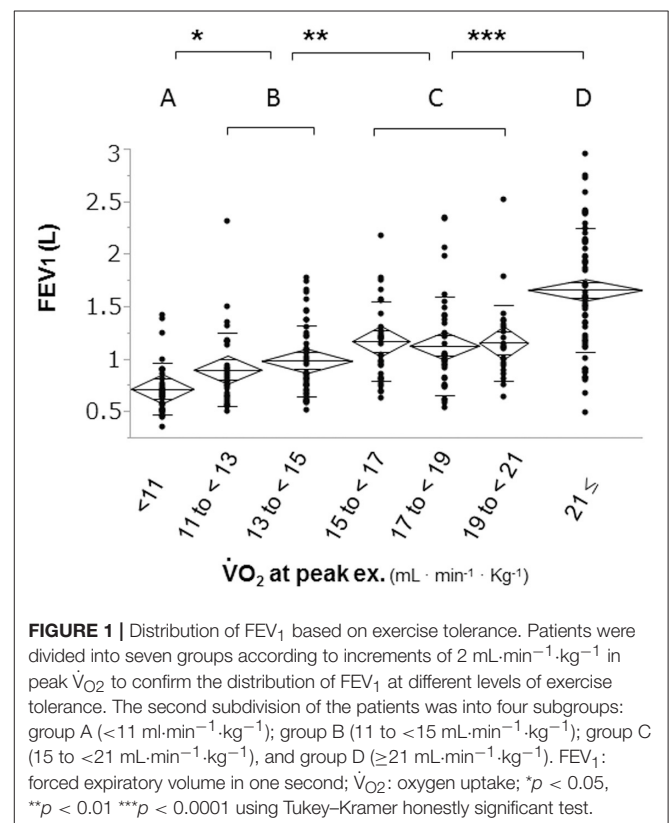 * ** ***
A B C D
3
2.5
2
1.5
1
0.5
FEV1 (L)
<11 11 to < 13 13 to < 15 15 to < 17 17 to < 19 19 to < 21 21 ≤
V̇O₂ at peak ex. (mL · min⁻¹ · Kg⁻¹)
FIGURE 1 | Distribution of FEV₁ based on exercise tolerance. Patients were
divided into seven groups according to increments of 2 mL·min⁻¹·kg⁻¹ in
peak V̇O2 to confirm the distribution of FEV₁ at different levels of exercise
tolerance. The second subdivision of the patients was into four subgroups:
group A (<11 ml·min⁻¹·kg⁻¹); group B (11 to <15 mL·min⁻¹·kg⁻¹); group C
(15 to <21 mL·min⁻¹·kg⁻¹), and group D (≥21 mL·min⁻¹·kg⁻¹). FEV₁:
forced expiratory volume in one second; V̇O2: oxygen uptake; *p < 0.05,
**p < 0.01 ***p < 0.0001 using Tukey–Kramer honestly significant test.